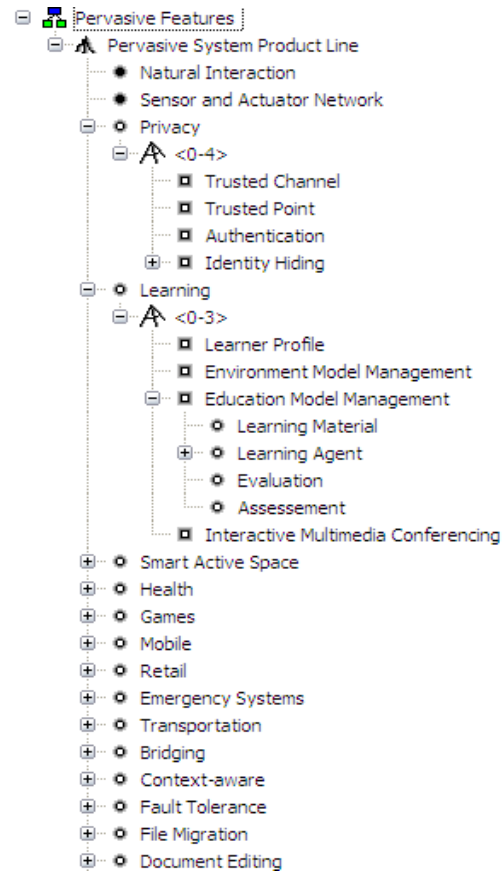 Pervasive Features
Pervasive System Product Line
Natural Interaction
Sensor and Actuator Network
Privacy
<0-4>
Trusted Channel
Trusted Point
Authentication
Identity Hiding
Learning
<0-3>
Learner Profile
Environment Model Management
Education Model Management
Learning Material
Learning Agent
Evaluation
Assessement
Interactive Multimedia Conferencing
Smart Active Space
Health
Games
Mobile
Retail
Emergency Systems
Transportation
Bridging
Context-aware
Fault Tolerance
File Migration
Document Editing